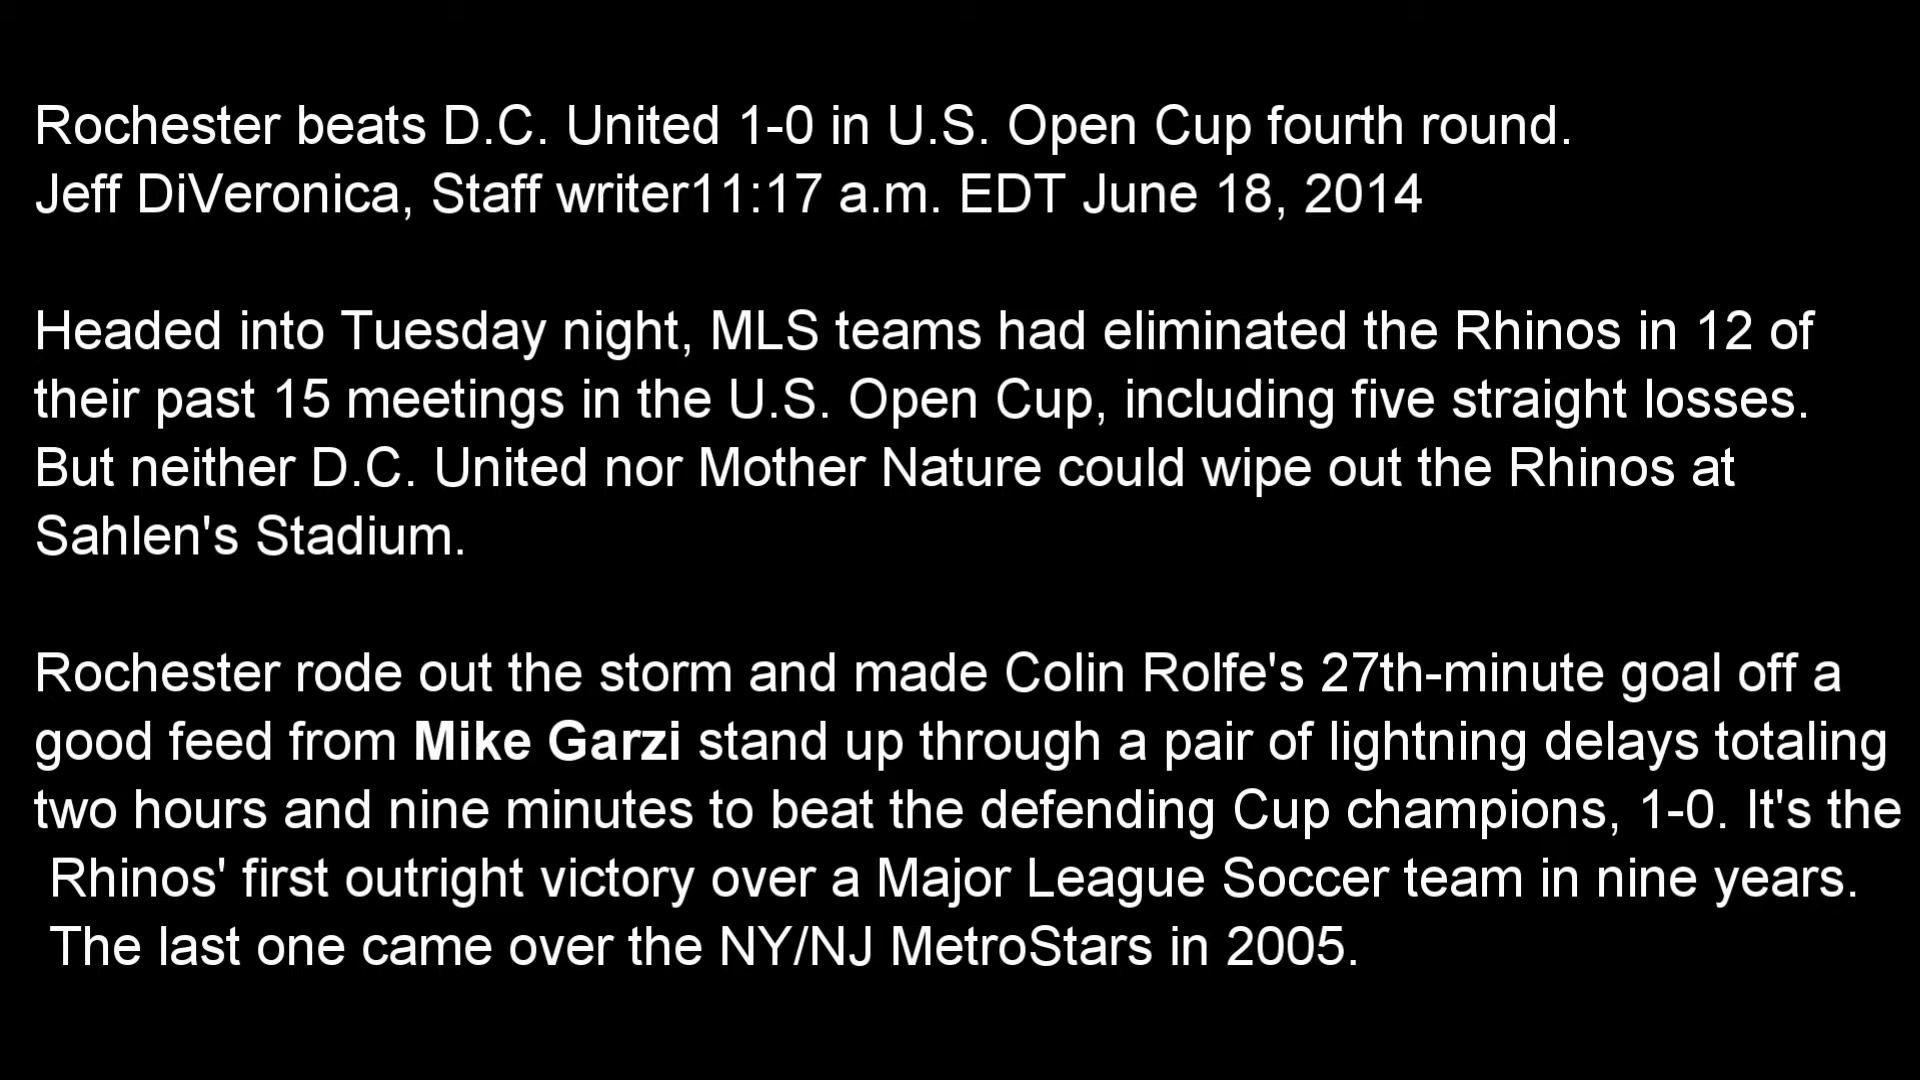 Rochester beats D.C. United 1-0 in U.S. Open Cup fourth round.
Jeff DiVeronica, Staff writer11:17 a.m. EDT June 18, 2014
Headed into Tuesday night, MLS teams had eliminated the Rhinos in 12 of
their past 15 meetings in the U.S. Open Cup, including five straight losses.
But neither D.C. United nor Mother Nature could wipe out the Rhinos at
Sahlen's Stadium.
Rochester rode out the storm and made Colin Rolfe's 27th-minute goal off a
good feed from Mike Garzi stand up through a pair of lightning delays totaling
two hours and nine minutes to beat the defending Cup champions, 1-0. It's the
Rhinos' first outright victory over a Major League Soccer team in nine years.
The last one came over the NY/NJ MetroStars in 2005.